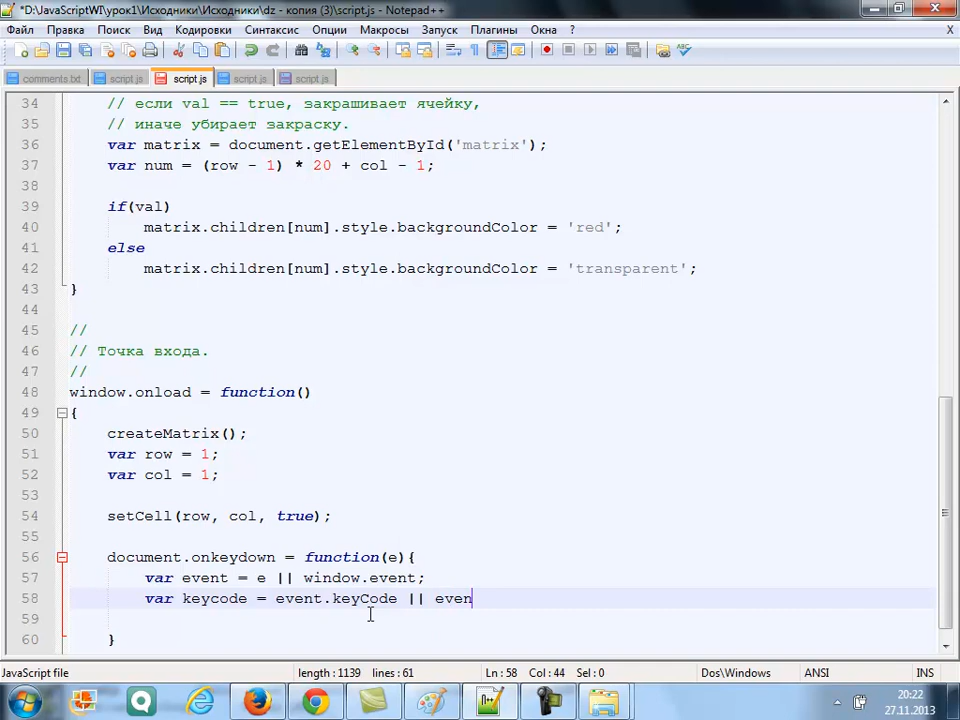 *D:\JavaScriptWI\урок1\Исходники\Исходники\dz - копия (3)\script.js - Notepad++
Файл Правка Поиск Вид Кодировки Синтаксис Опции Макросы Запуск Плагины Окна ? X
comments.txt script.js script.js script.js script.js
34 // если val == true, закрашивает ячейку,
35 // иначе убирает закраску.
36 var matrix = document.getElementById('matrix');
37 var num = (row - 1) * 20 + col - 1;
38
39 if(val)
40 matrix.children[num].style.backgroundColor = 'red';
41 else
42 matrix.children[num].style.backgroundColor = 'transparent';
43 }
44
45 //
46 // Точка входа.
47 //
48 window.onload = function()
49 {
50 createMatrix();
51 var row = 1;
52 var col = 1;
53
54 setCell(row, col, true);
55
56 document.onkeydown = function(e){
57 var event = e || window.event;
58 var keycode = event.keyCode || even
59
60 }
JavaScript file length : 1139 lines : 61 Ln : 58 Col : 44 Sel : 0 Dos\Windows ANSI INS
20:22
27.11.2013